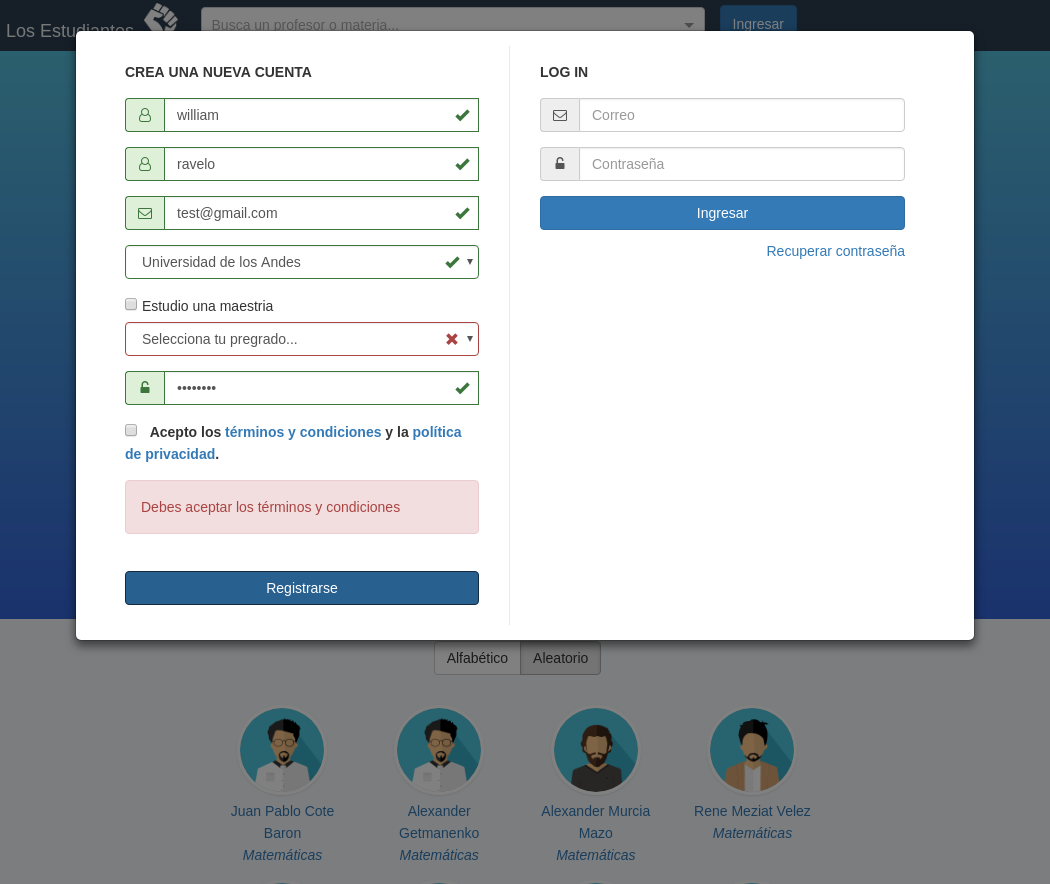 Los Estudiantes
Busca un profesor o materia...
Ingresar
CREA UNA NUEVA CUENTA
william
ravelo
test@gmail.com
Universidad de los Andes
Estudio una maestria
Selecciona tu pregrado...
••••••••
Acepto los términos y condiciones y la política
de privacidad.
Debes aceptar los términos y condiciones
Registrarse
LOG IN
Correo
Contraseña
Ingresar
Recuperar contraseña
Alfabético
Aleatorio
Juan Pablo Cote
Baron
Matemáticas
Alexander
Getmanenko
Matemáticas
Alexander Murcia
Mazo
Matemáticas
Rene Meziat Velez
Matemáticas